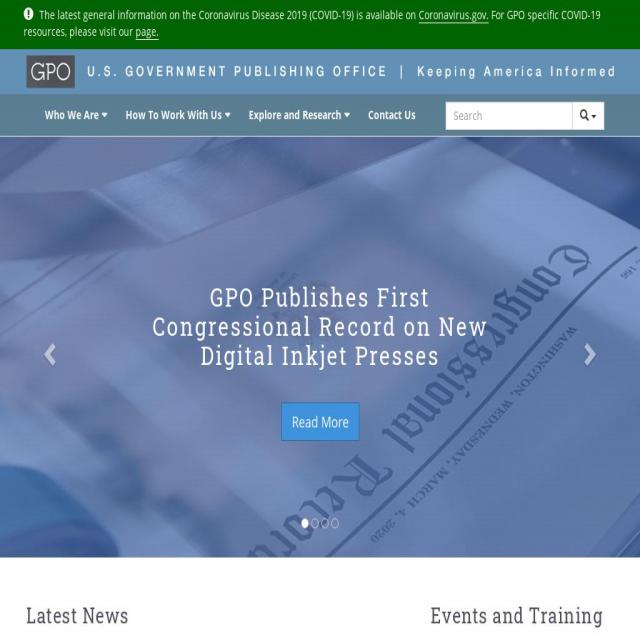 The latest general information on the Coronavirus Disease 2019 (COVID-19) is available on Coronavirus.gov. For GPO specific COVID-19
resources, please visit our page.
GPO U.S. GOVERNMENT PUBLISHING OFFICE | Keeping America Informed
Who We Are How To Work With Us Explore and Research Contact Us Search
GPO Publishes First
Congressional Record on New
Digital Inkjet Presses
Read More
Congressional Record
WASHINGTON, WEDNESDAY, MARCH 4, 2020
Latest News Events and Training